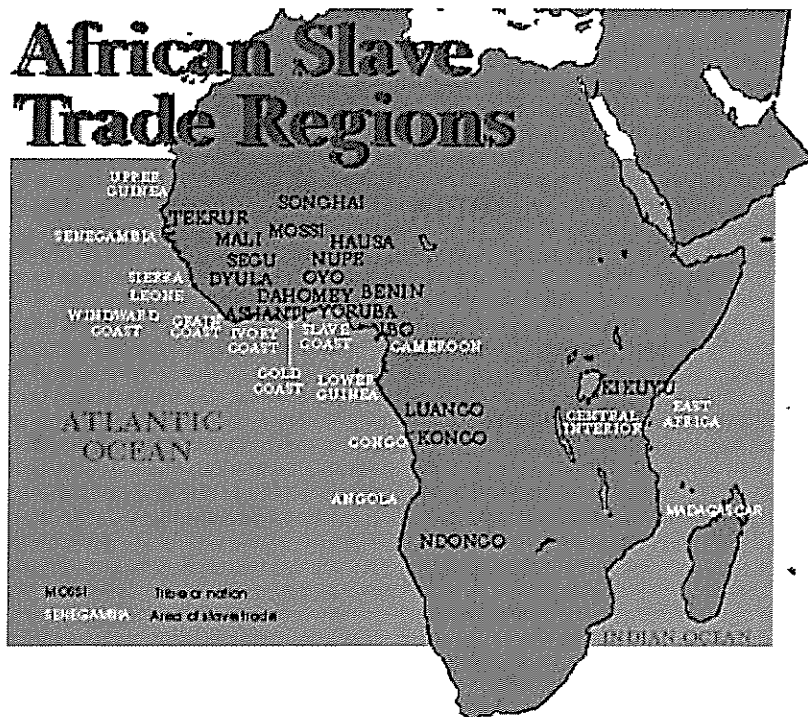 African Slave
Trade Regions
UPPER
GUINEA
SONGHAI
TEKRUR
MOSSI
SENEGAMBIA
MALI
HAUSA
SEGU
NUPE
SIERRA
LEONE
DYULA
OYO
DAHOMEY
BENIN
WINDWARD
COAST
GRAIN
COAST
ASHANTI
YORUBA
IVORY
COAST
SLAVE
COAST
IBO
CAMEROON
GOLD
COAST
LOWER
GUINEA
KIKUYU
LUANGO
CENTRAL
INTERIOR
EAST
AFRICA
ATLANTIC
OCEAN
CONGO
KONGO
ANGOLA
MADAGASCAR
NDONGO
MOSSI Tribe or nation
SENEGAMBIA Area of slave trade
INDIAN OCEAN